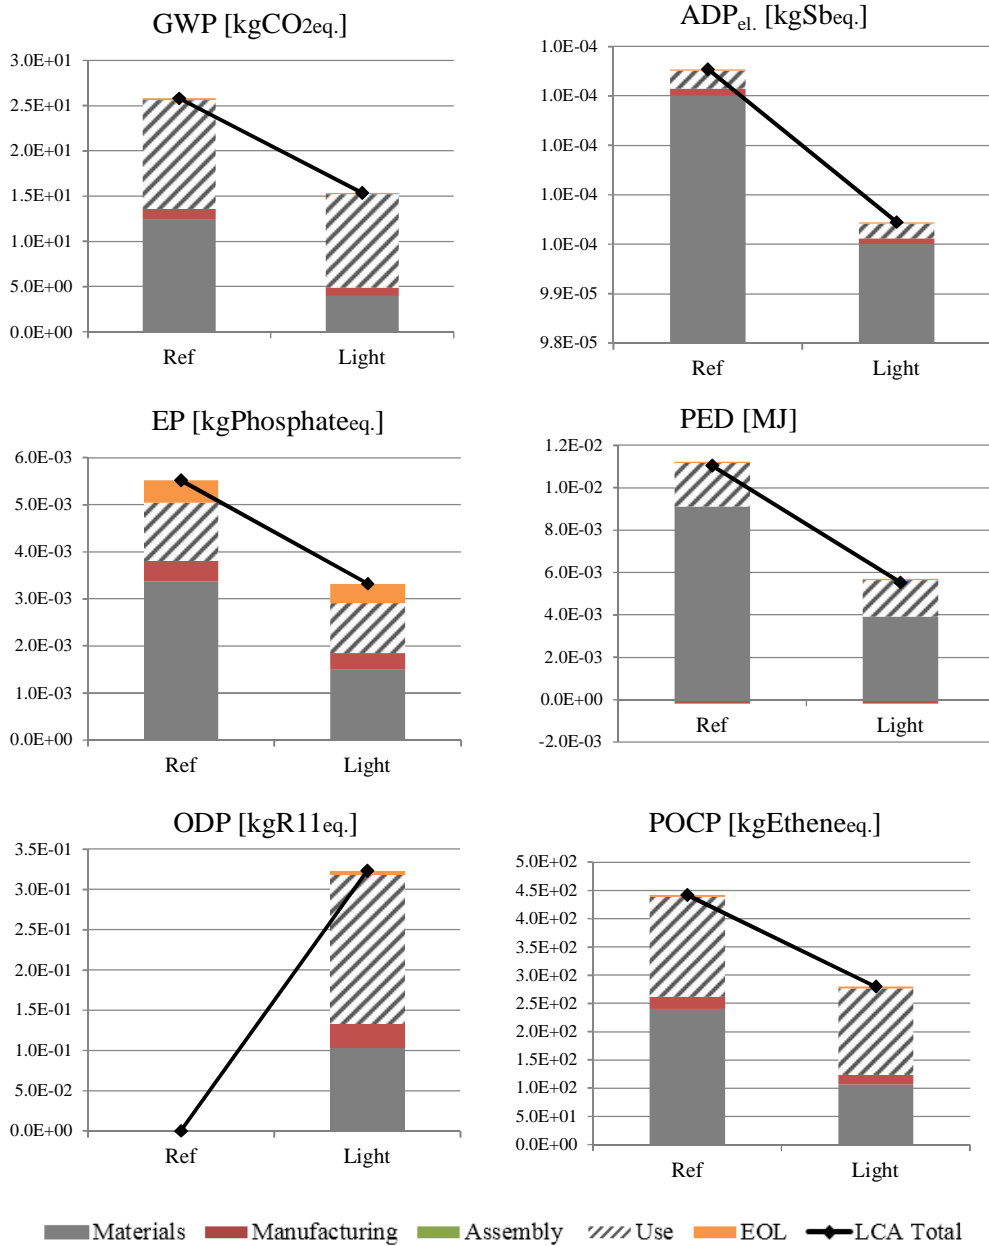 GWP [kgCO2eq.]
3.0E+01
2.5E+01
2.0E+01
1.5E+01
1.0E+01
5.0E+00
0.0E+00
Ref
Light
ADPel. [kgSbeq.]
1.0E-04
1.0E-04
1.0E-04
1.0E-04
1.0E-04
9.9E-05
9.8E-05
Ref
Light
EP [kgPhosphateeq.]
6.0E-03
5.0E-03
4.0E-03
3.0E-03
2.0E-03
1.0E-03
0.0E+00
Ref
Light
PED [MJ]
1.2E-02
1.0E-02
8.0E-03
6.0E-03
4.0E-03
2.0E-03
0.0E+00
-2.0E-03
Ref
Light
ODP [kgR11eq.]
3.5E-01
3.0E-01
2.5E-01
2.0E-01
1.5E-01
1.0E-01
5.0E-02
0.0E+00
Ref
Light
POCP [kgEtheneeq.]
5.0E+02
4.5E+02
4.0E+02
3.5E+02
3.0E+02
2.5E+02
2.0E+02
1.5E+02
1.0E+02
5.0E+01
0.0E+00
Ref
Light
Materials Manufacturing Assembly Use EOL LCA Total